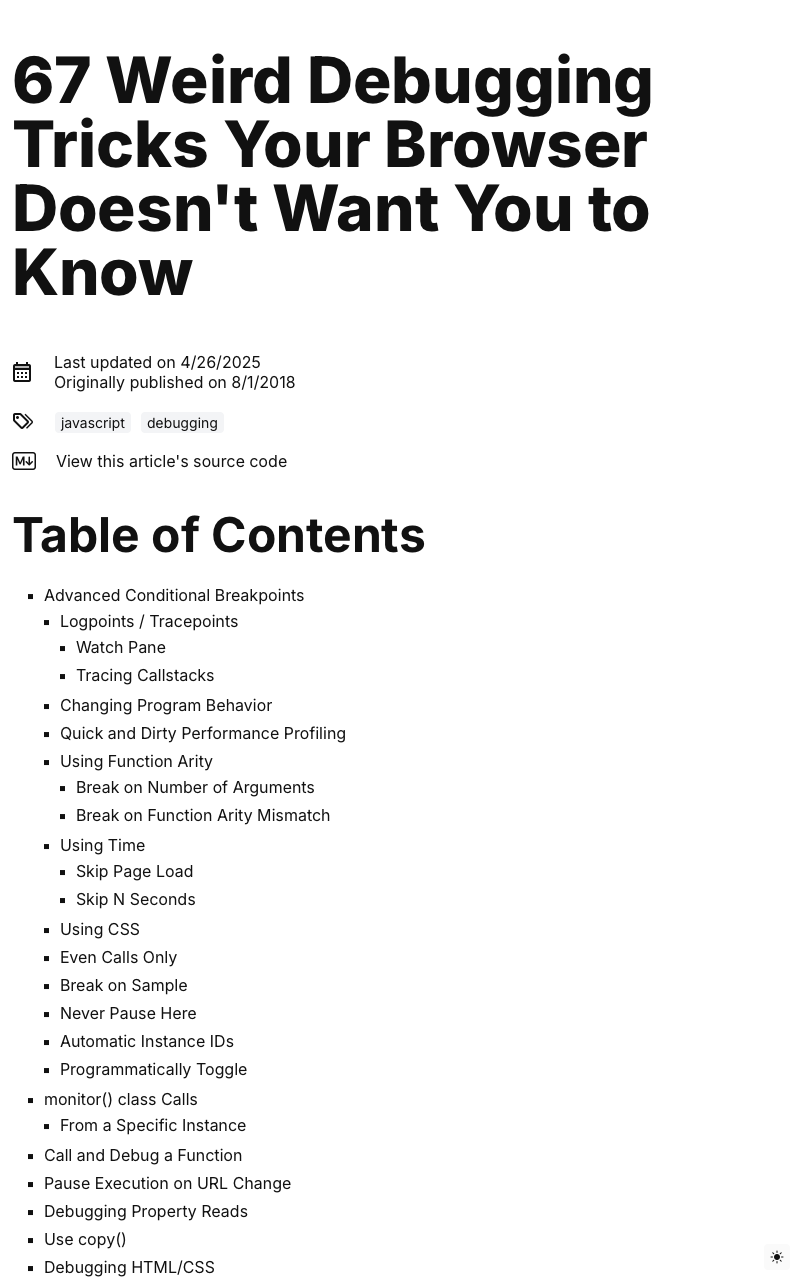 67 Weird Debugging
Tricks Your Browser
Doesn't Want You to
Know
Last updated on 4/26/2025
Originally published on 8/1/2018
javascript debugging
View this article's source code
Table of Contents
Advanced Conditional Breakpoints
Logpoints / Tracepoints
Watch Pane
Tracing Callstacks
Changing Program Behavior
Quick and Dirty Performance Profiling
Using Function Arity
Break on Number of Arguments
Break on Function Arity Mismatch
Using Time
Skip Page Load
Skip N Seconds
Using CSS
Even Calls Only
Break on Sample
Never Pause Here
Automatic Instance IDs
Programmatically Toggle
monitor() class Calls
From a Specific Instance
Call and Debug a Function
Pause Execution on URL Change
Debugging Property Reads
Use copy()
Debugging HTML/CSS